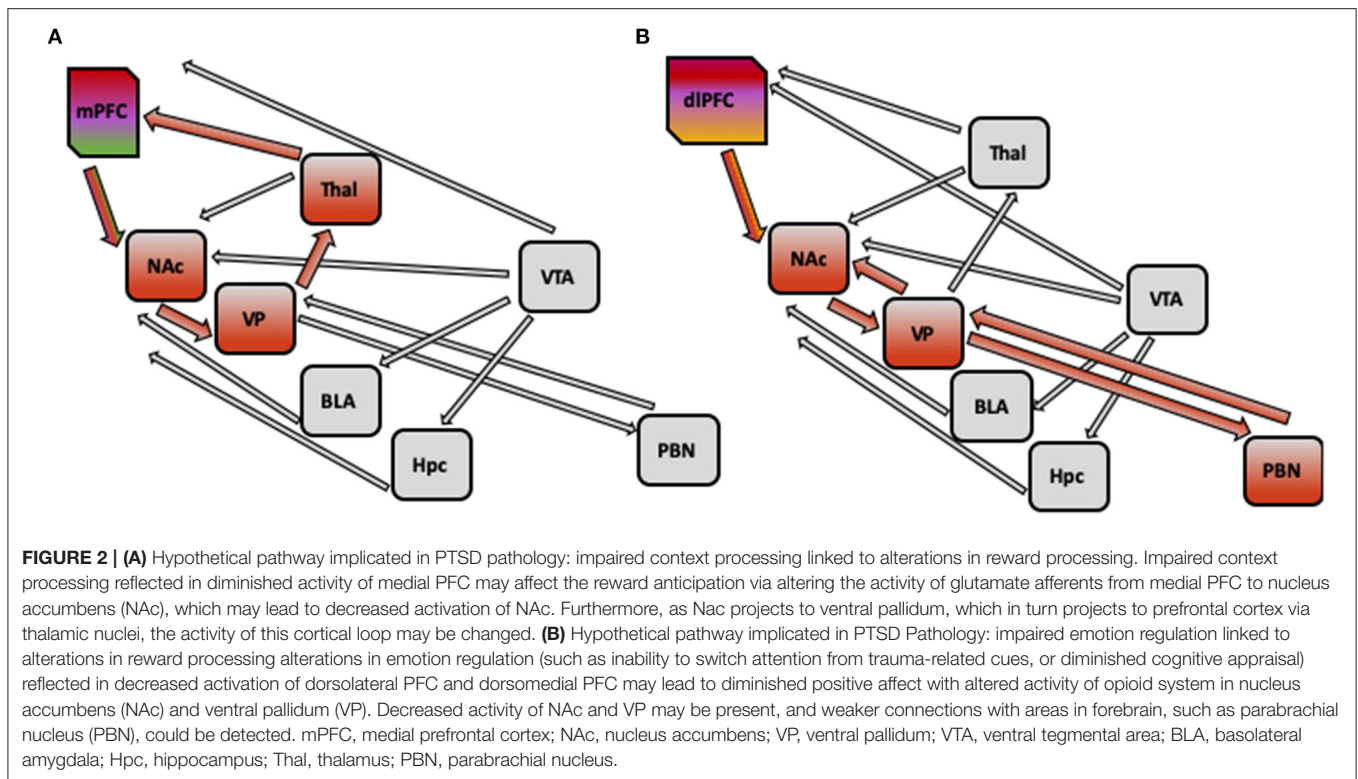 A
B
mPFC
dlPFC
Thal
Thal
NAc
NAc
VTA
VTA
VP
VP
BLA
BLA
Hpc
Hpc
PBN
PBN
FIGURE 2 | (A) Hypothetical pathway implicated in PTSD pathology: impaired context processing linked to alterations in reward processing. Impaired context
processing reflected in diminished activity of medial PFC may affect the reward anticipation via altering the activity of glutamate afferents from medial PFC to nucleus
accumbens (NAc), which may lead to decreased activation of NAc. Furthermore, as Nac projects to ventral pallidum, which in turn projects to prefrontal cortex via
thalamic nuclei, the activity of this cortical loop may be changed. (B) Hypothetical pathway implicated in PTSD Pathology: impaired emotion regulation linked to
alterations in reward processing alterations in emotion regulation (such as inability to switch attention from trauma-related cues, or diminished cognitive appraisal)
reflected in decreased activation of dorsolateral PFC and dorsomedial PFC may lead to diminished positive affect with altered activity of opioid system in nucleus
accumbens (NAc) and ventral pallidum (VP). Decreased activity of NAc and VP may be present, and weaker connections with areas in forebrain, such as parabrachial
nucleus (PBN), could be detected. mPFC, medial prefrontal cortex; NAc, nucleus accumbens; VP, ventral pallidum; VTA, ventral tegmental area; BLA, basolateral
amygdala; Hpc, hippocampus; Thal, thalamus; PBN, parabrachial nucleus.